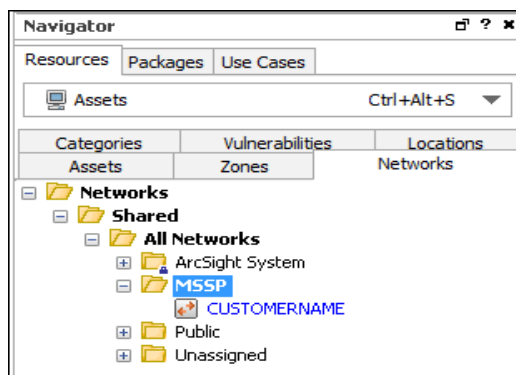 Navigator
Resources Packages Use Cases
Assets Ctrl+Alt+S
Categories Vulnerabilities Locations
Assets Zones Networks
Networks
Shared
All Networks
ArcSight System
MSSP
CUSTOMERNAME
Public
Unassigned